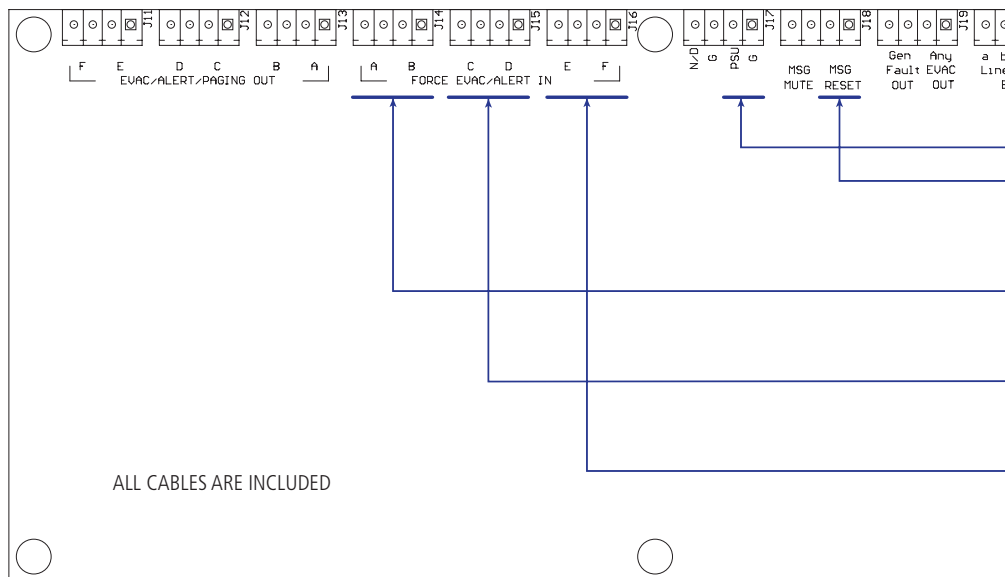 J11 J12 J13 J14 J15 J16 J17 J18 J19
F E D C B A A B C D E F
EVAC/ALERT/PAGING OUT
FORCE EVAC/ALERT IN
N/D G PSU G
MSG MUTE
MSG RESET
Gen Fault OUT
Any EVAC OUT
a b
Line
E
ALL CABLES ARE INCLUDED